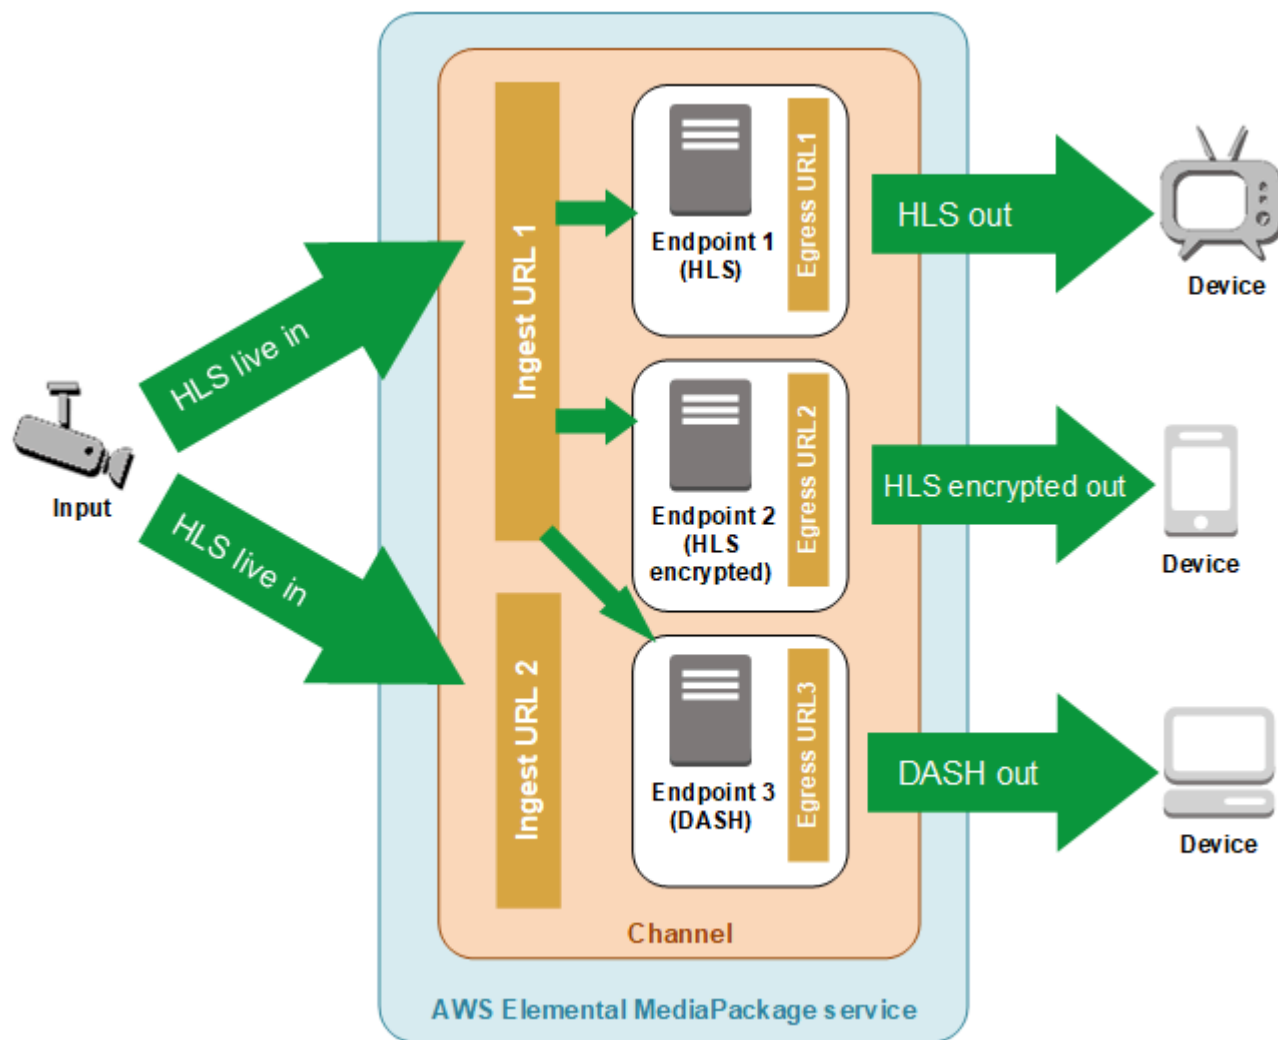 Input
HLS live in
HLS live in
Ingest URL 1
Ingest URL 2
Endpoint 1
(HLS)
Egress URL1
Endpoint 2
(HLS
encrypted)
Egress URL2
Endpoint 3
(DASH)
Egress URL3
HLS out
Device
HLS encrypted out
Device
DASH out
Device
Channel
AWS Elemental MediaPackage service